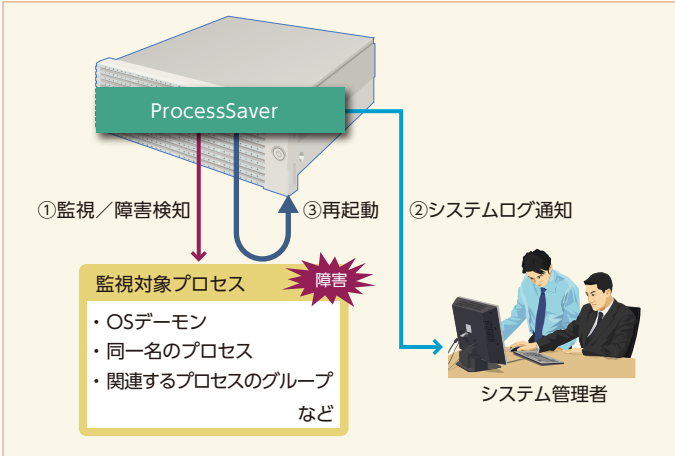 ProcessSaver
①監視／障害検知
③再起動
②システムログ通知
監視対象プロセス
障害
・OSデーモン
・同一名のプロセス
・関連するプロセスのグループ
など
システム管理者